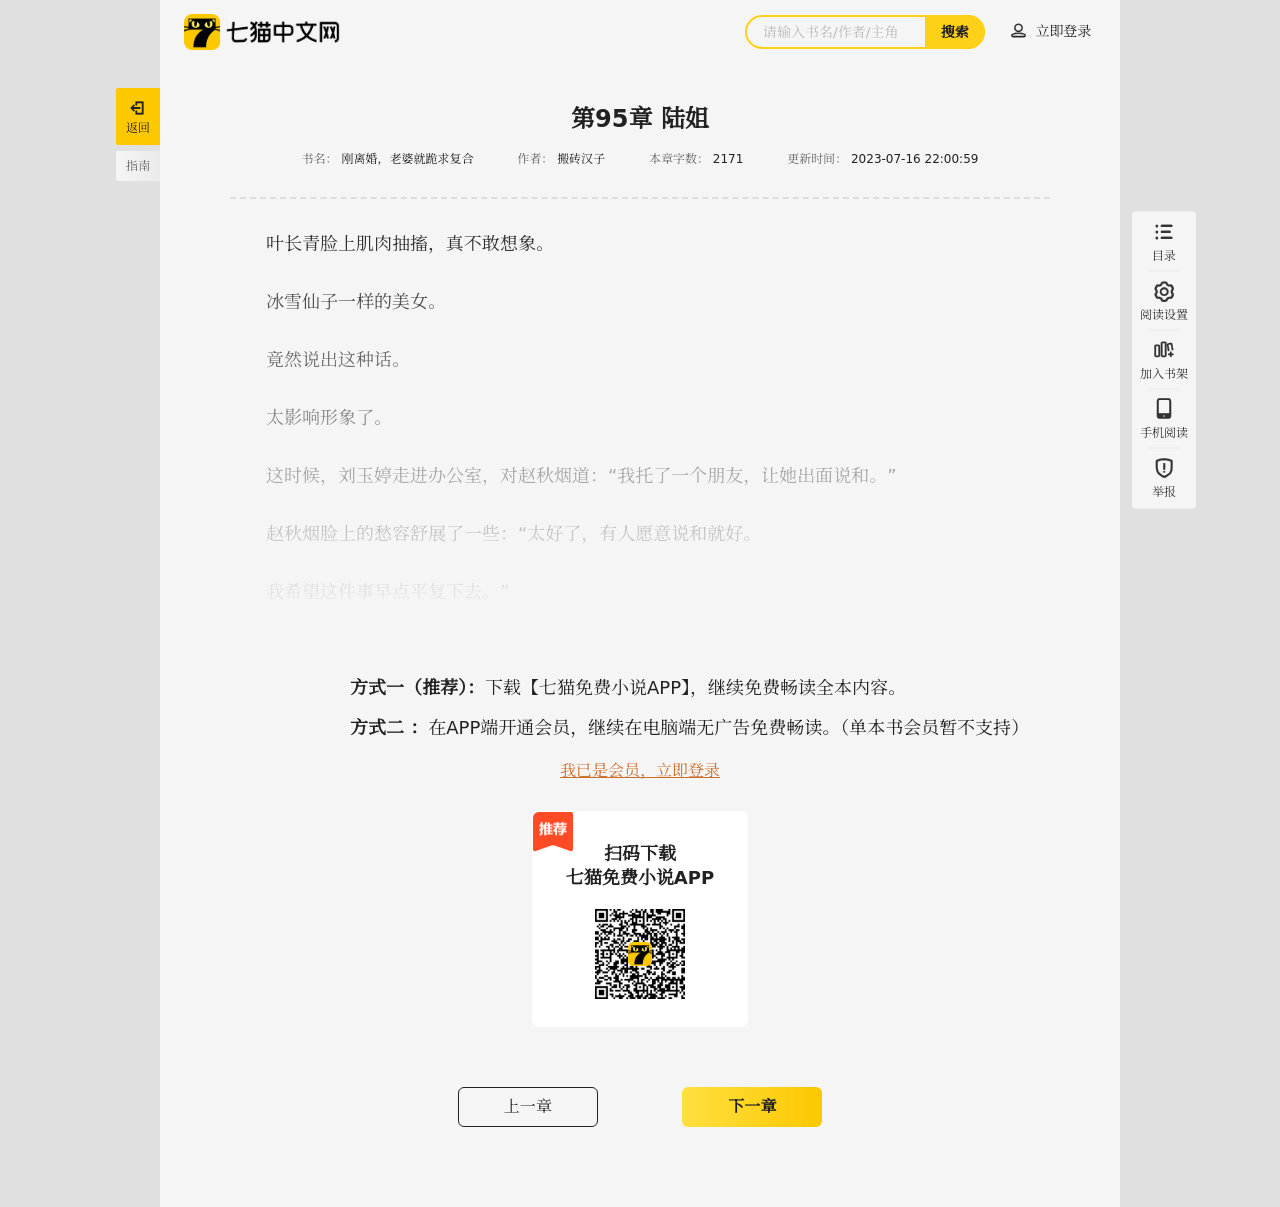 七猫中文网
请输入书名/作者/主角
搜索
立即登录
返回
指南
第95章 陆姐
书名： 刚离婚，老婆就跪求复合 作者： 搬砖汉子 本章字数： 2171 更新时间： 2023-07-16 22:00:59
叶长青脸上肌肉抽搐，真不敢想象。
冰雪仙子一样的美女。
竟然说出这种话。
太影响形象了。
这时候，刘玉婷走进办公室，对赵秋烟道：“我托了一个朋友，让她出面说和。”
赵秋烟脸上的愁容舒展了一些：“太好了，有人愿意说和就好。
我希望这件事早点平复下去。”
目录
阅读设置
加入书架
手机阅读
举报
方式一（推荐）：下载【七猫免费小说APP】，继续免费畅读全本内容。
方式二 ： 在APP端开通会员，继续在电脑端无广告免费畅读。（单本书会员暂不支持）
我已是会员，立即登录
推荐
扫码下载
七猫免费小说APP
上一章
下一章